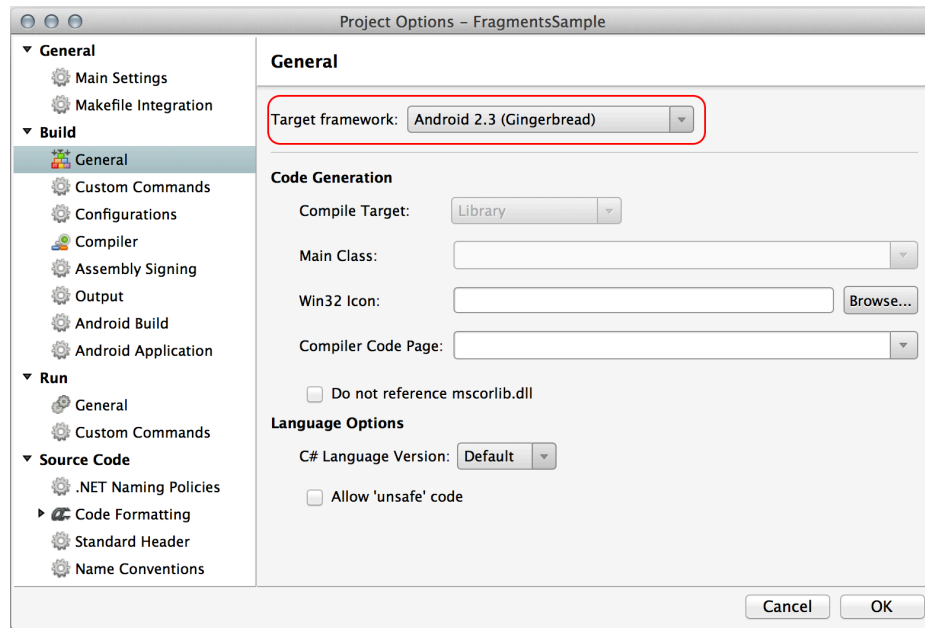 Project Options – FragmentsSample
General
Main Settings
Makefile Integration
Build
General
Custom Commands
Configurations
Compiler
Assembly Signing
Output
Android Build
Android Application
Run
General
Custom Commands
Source Code
.NET Naming Policies
Code Formatting
Standard Header
Name Conventions
General
Target framework: Android 2.3 (Gingerbread)
Code Generation
Compile Target: Library
Main Class:
Win32 Icon: Browse...
Compiler Code Page:
Do not reference mscorlib.dll
Language Options
C# Language Version: Default
Allow 'unsafe' code
Cancel OK